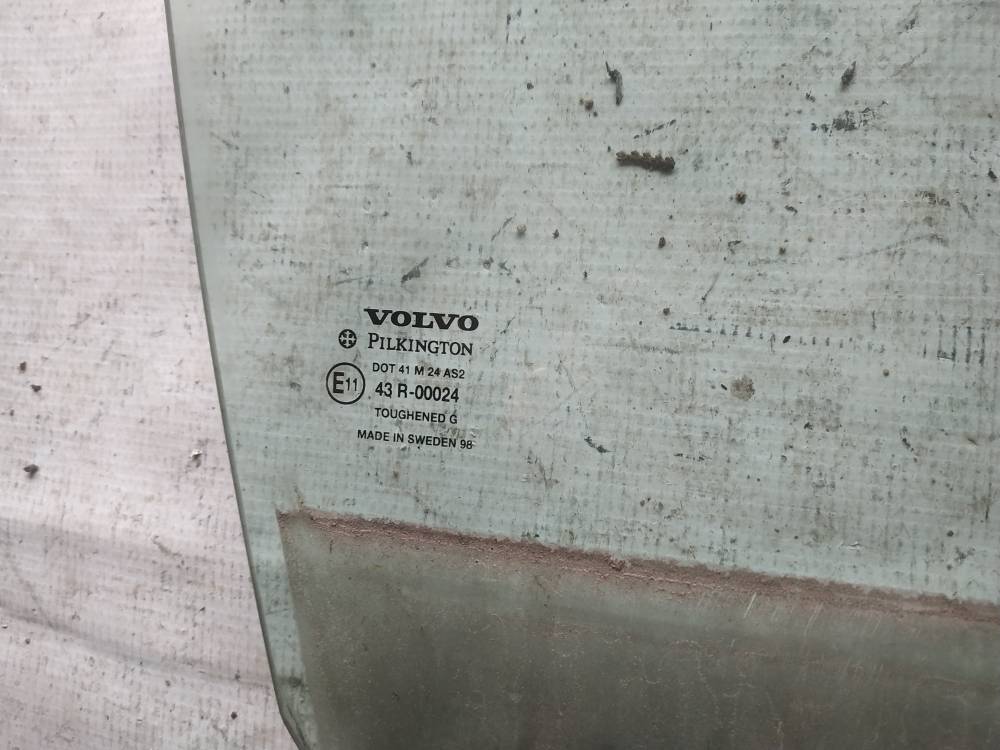 VOLVO
PILKINGTON
DOT 41 M 24 AS2
E11 43 R-00024
TOUGHENED G
MADE IN SWEDEN 98